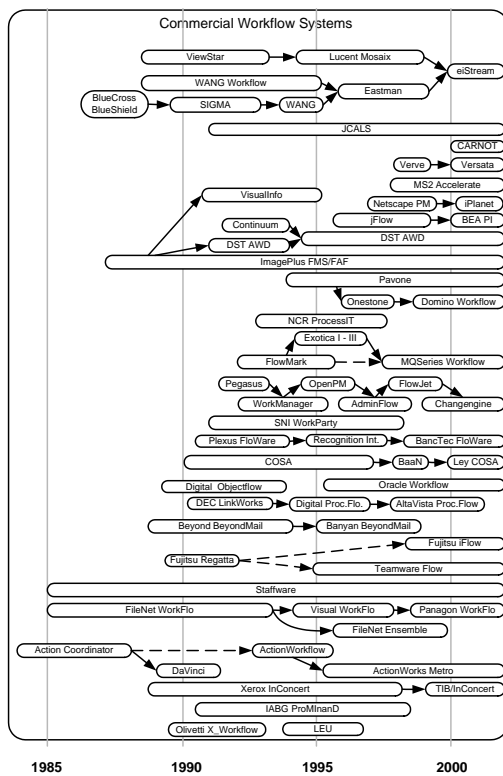 Commercial Workflow Systems
ViewStar
Lucent Mosaix
eiStream
WANG Workflow
Eastman
BlueCross
BlueShield
SIGMA
WANG
JCALS
CARNOT
Verve
Versata
MS2 Accelerate
VisualInfo
Netscape PM
iPlanet
jFlow
BEA PI
Continuum
DST AWD
DST AWD
ImagePlus FMS/FAF
Pavone
Onestone
Domino Workflow
NCR ProcessIT
Exotica I - III
FlowMark
MQSeries Workflow
Pegasus
OpenPM
FlowJet
WorkManager
AdminFlow
Changengine
SNI WorkParty
Plexus FloWare
Recognition Int.
BancTec FloWare
COSA
BaaN
Ley COSA
Digital Objectflow
Oracle Workflow
DEC LinkWorks
Digital Proc.Flo.
AltaVista Proc.Flow
Beyond BeyondMail
Banyan BeyondMail
Fujitsu iFlow
Fujitsu Regatta
Teamware Flow
Staffware
FileNet WorkFlo
Visual WorkFlo
Panagon WorkFlo
FileNet Ensemble
Action Coordinator
ActionWorkflow
DaVinci
ActionWorks Metro
Xerox InConcert
TIB/InConcert
IABG ProMInanD
Olivetti X_Workflow
LEU
1985
1990
1995
2000